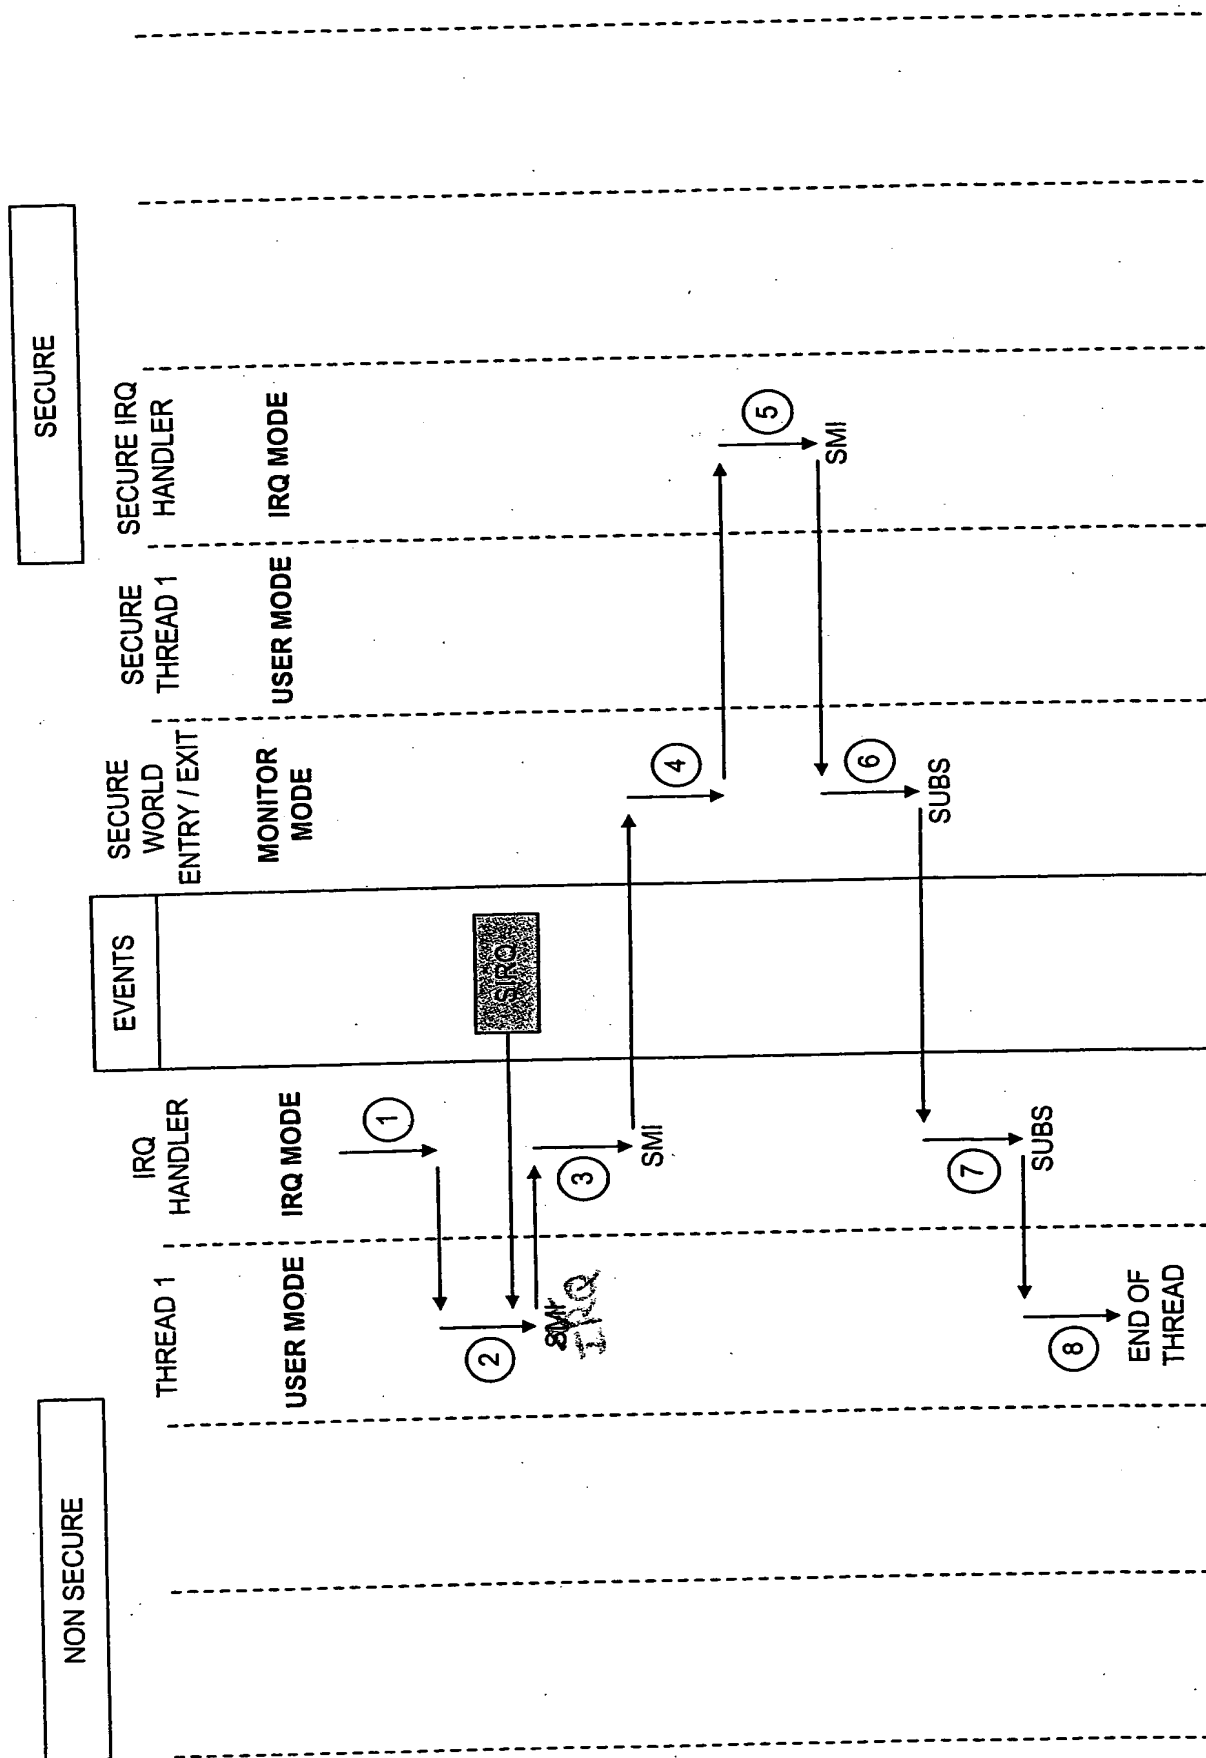 NON SECURE
SECURE
THREAD 1
USER MODE
IRQ
HANDLER
IRQ MODE
EVENTS
SECURE
WORLD
ENTRY / EXIT
MONITOR
MODE
SECURE
THREAD 1
USER MODE
SECURE IRQ
HANDLER
IRQ MODE
1
2
SIRQ
SMI
IRQ
3
SMI
4
5
SMI
6
SUBS
7
SUBS
8
END OF
THREAD